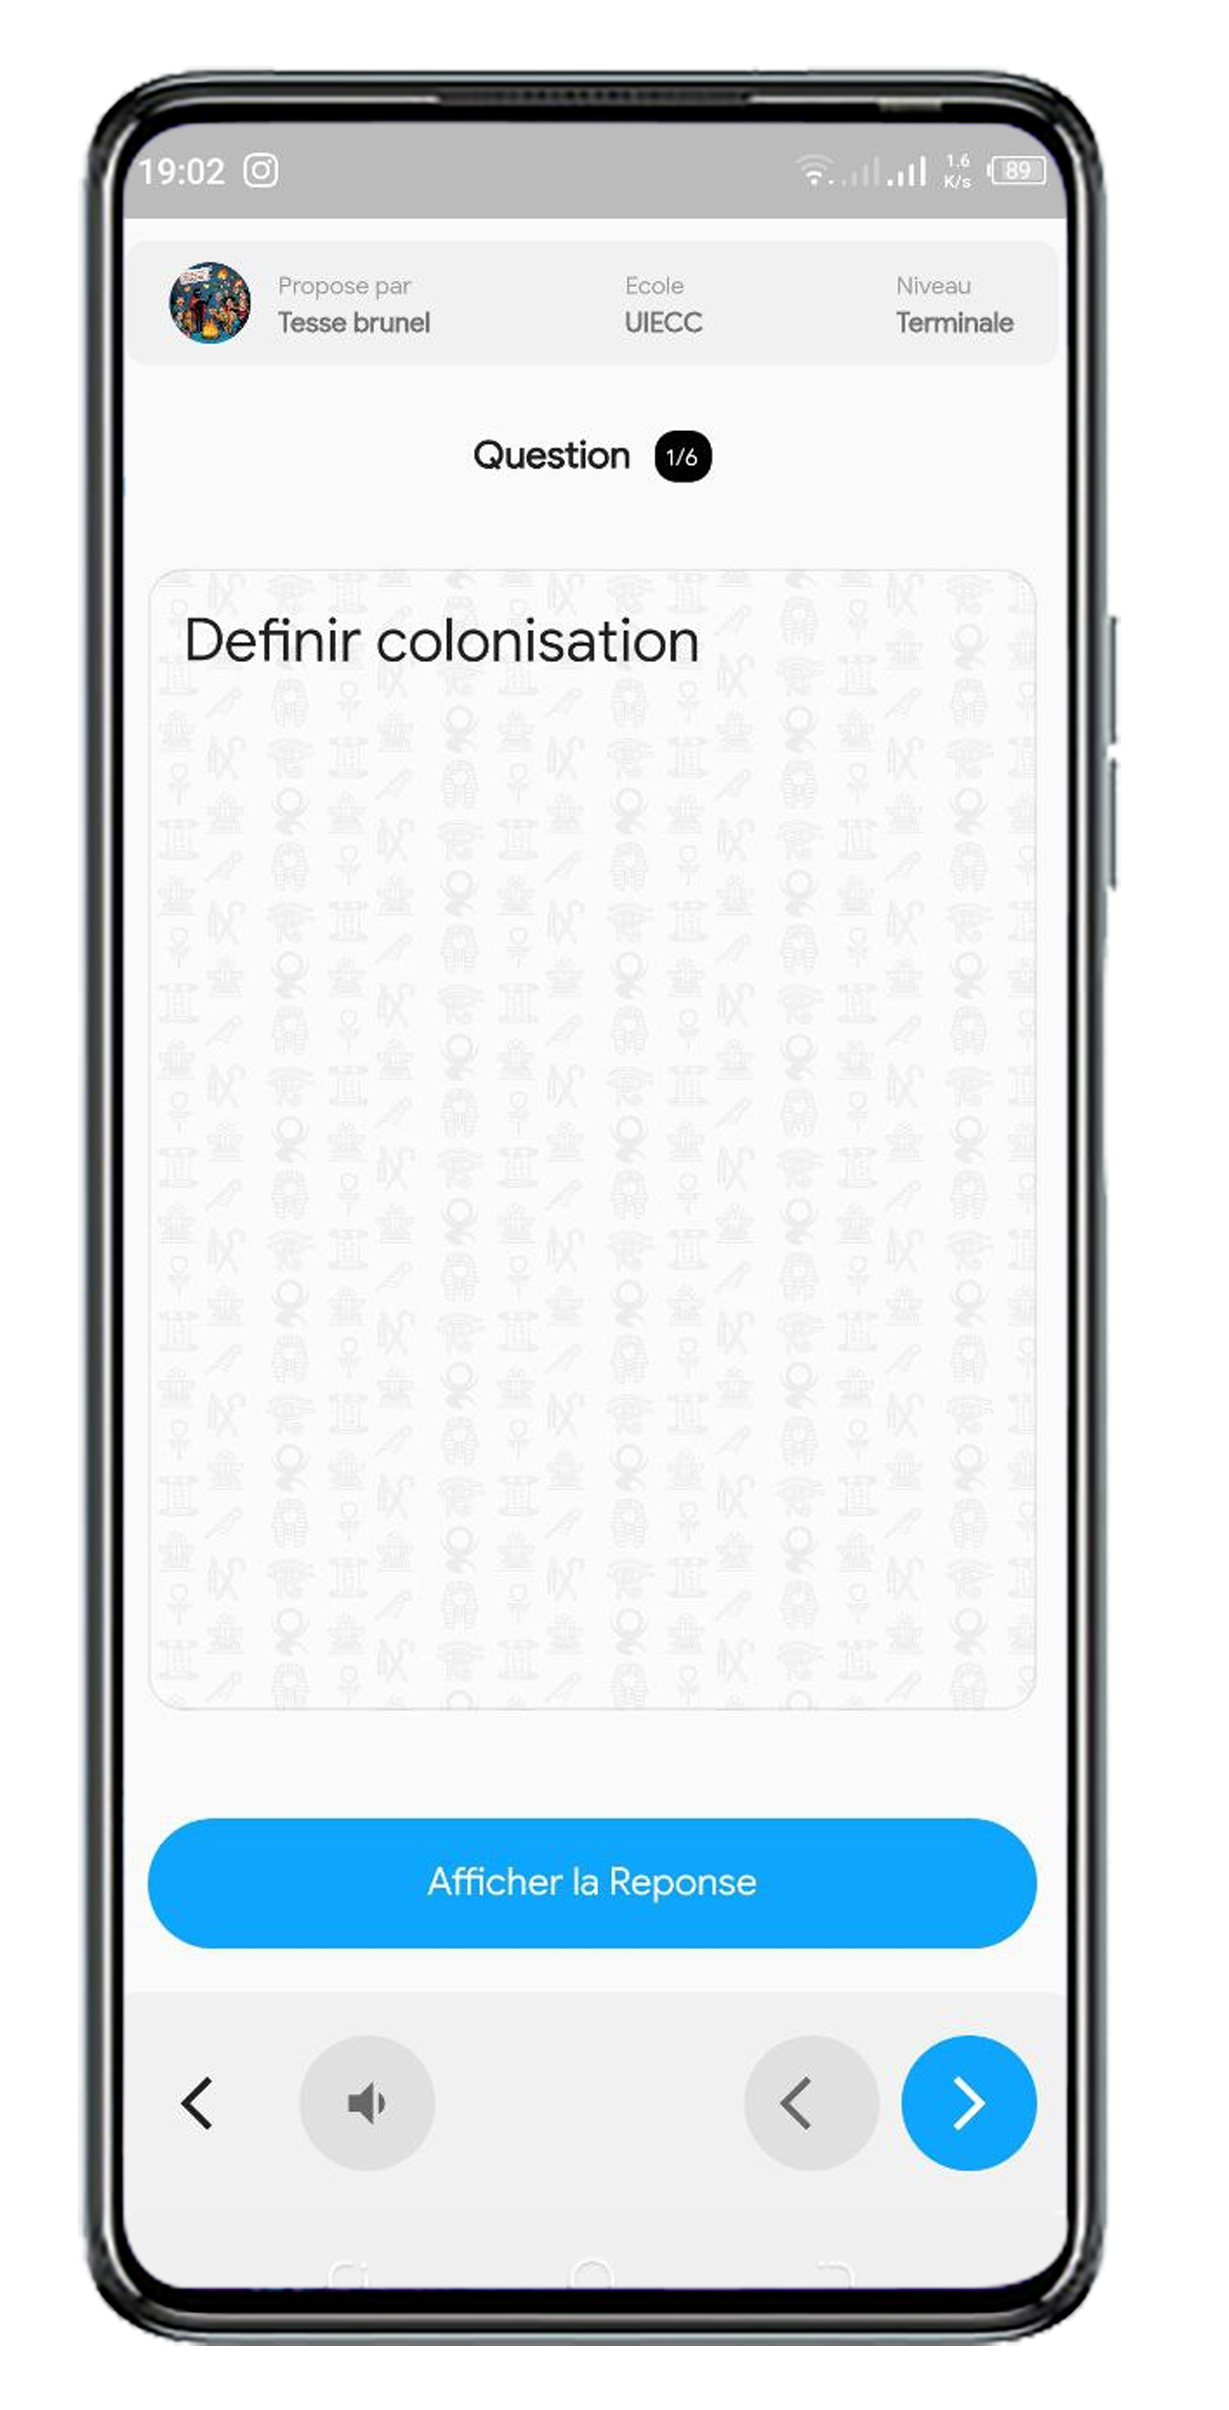 19:02
1.6
K/s
89
Propose par
Tesse brunel
Ecole
UIECC
Niveau
Terminale
Question 1/6
Definir colonisation
Afficher la Reponse